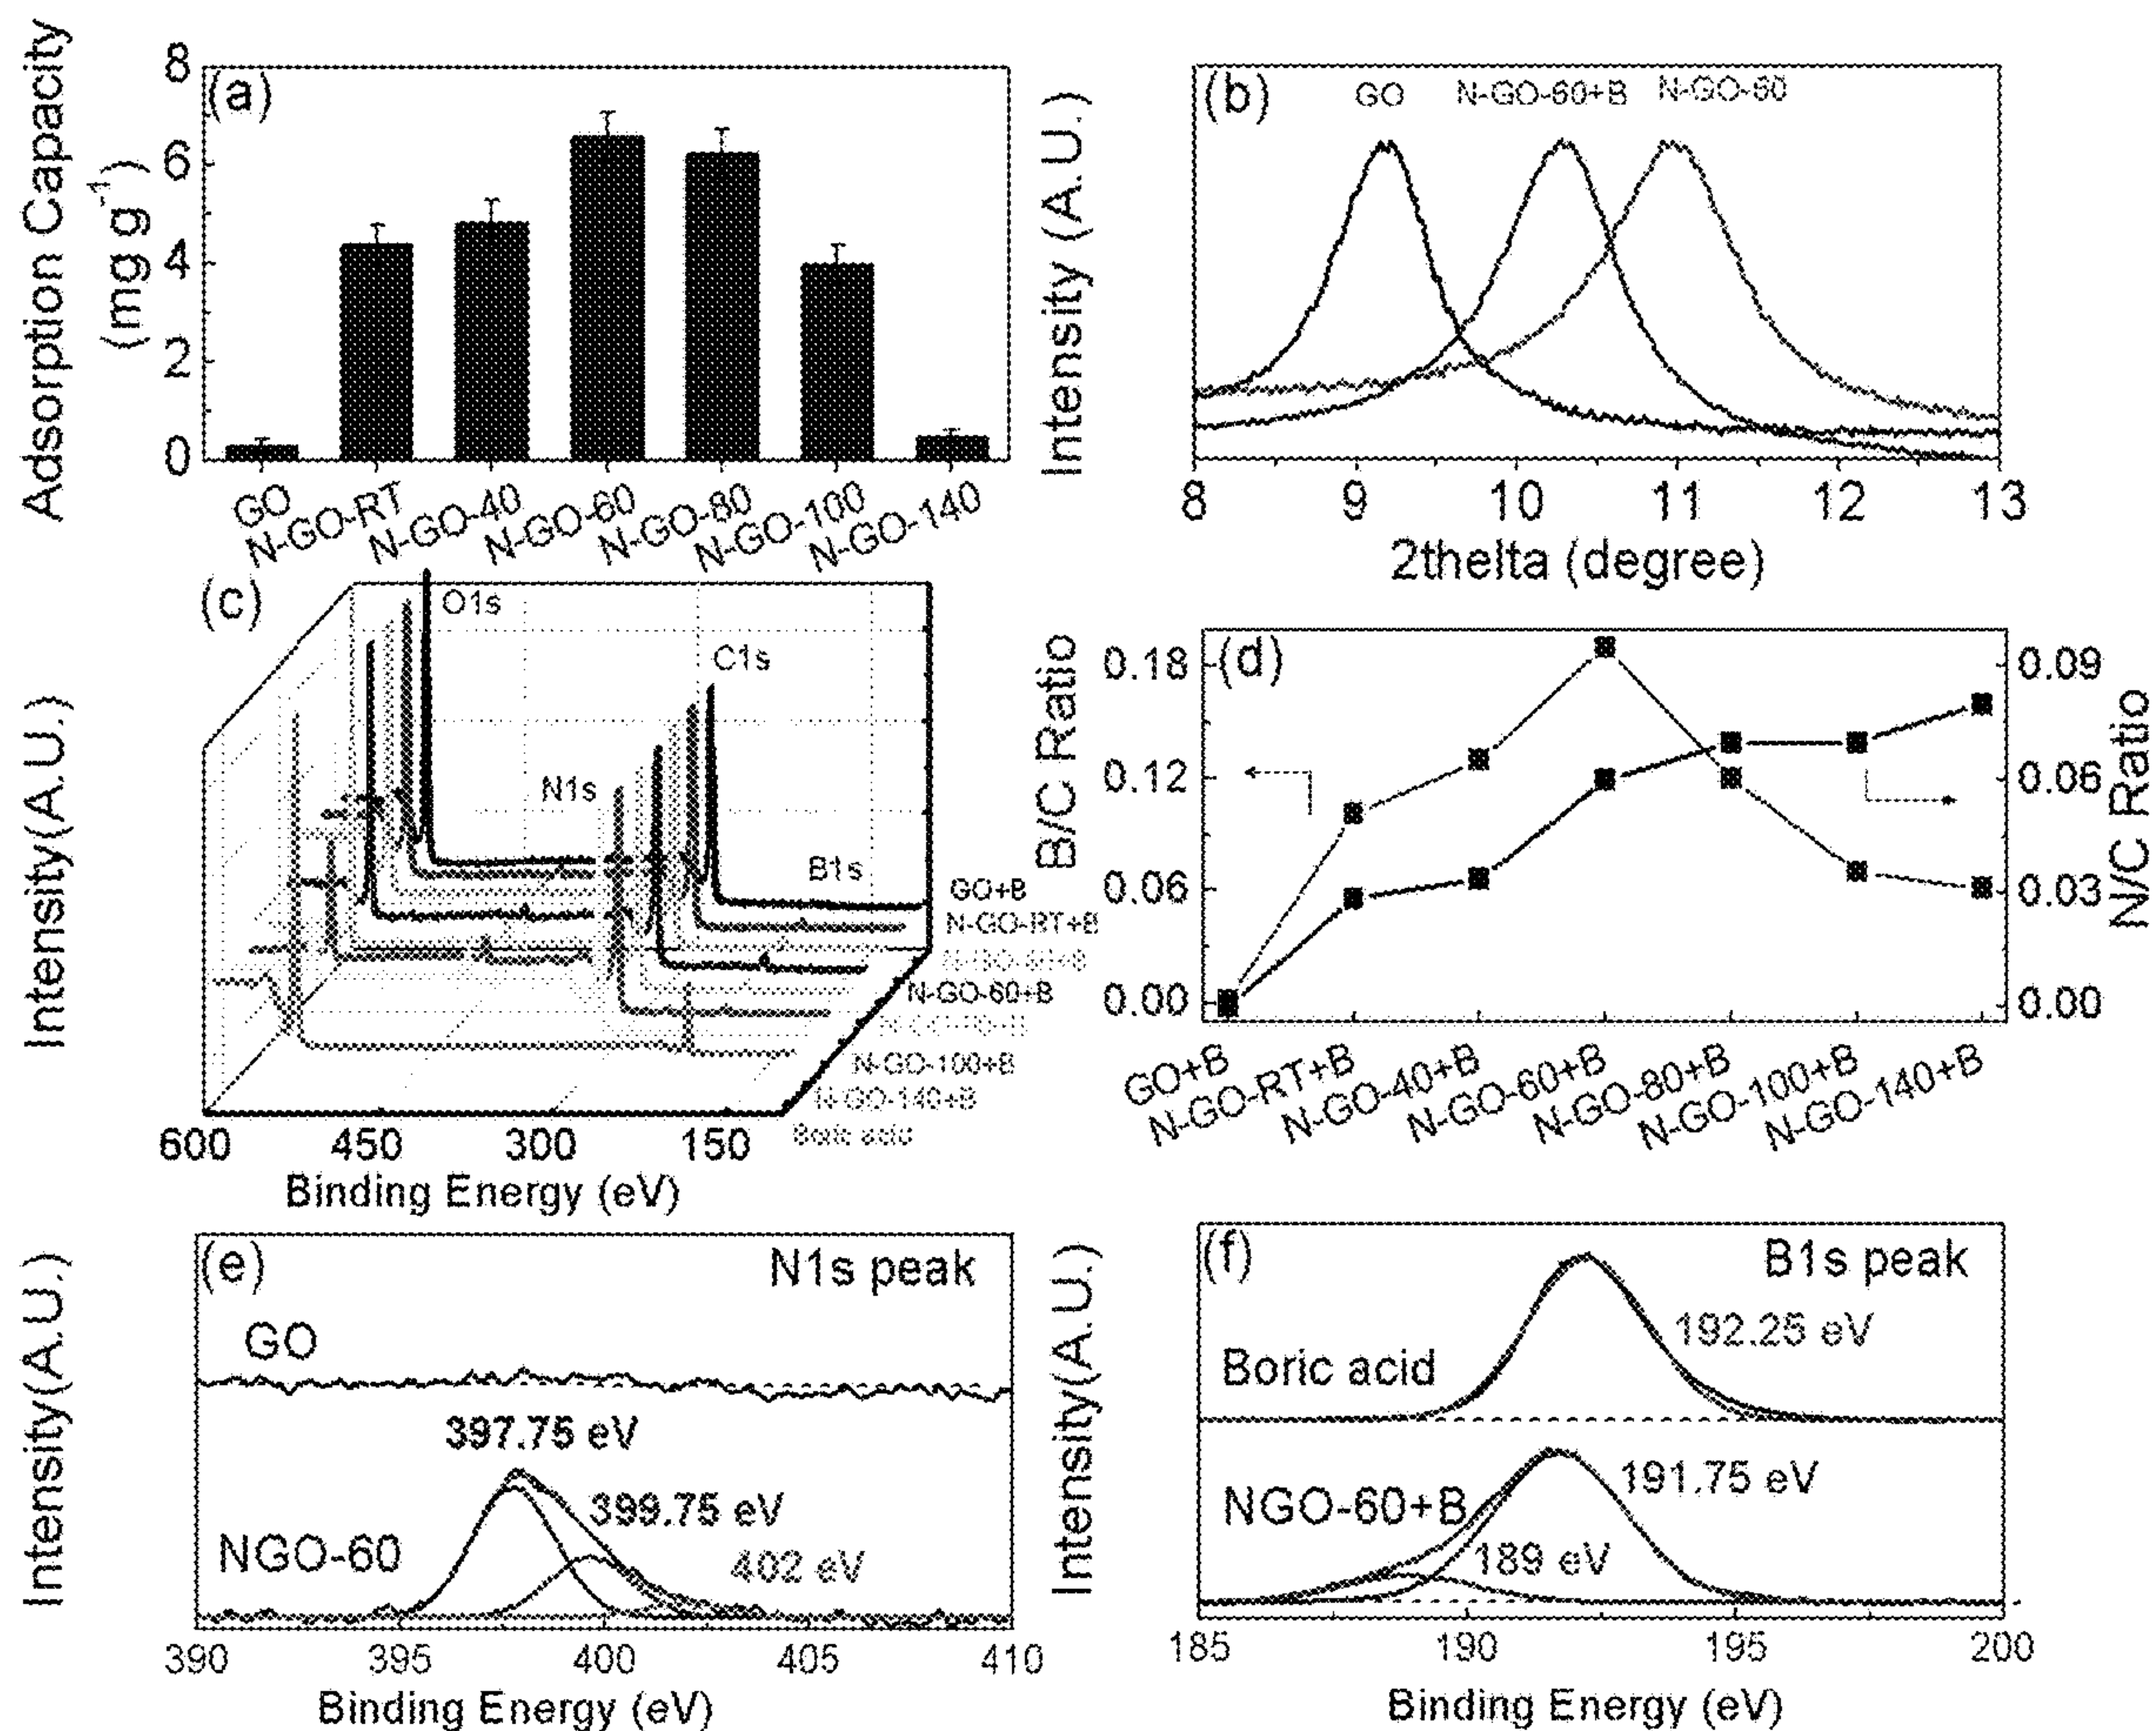 (a)
Adsorption Capacity
(mg g⁻¹)
8
6
4
2
0
GO
N-GO-RT
N-GO-40
N-GO-60
N-GO-80
N-GO-100
N-GO-140
(b)
GO N-GO-60+B N-GO-60
Intensity (A.U.)
8 9 10 11 12 13
2thelta (degree)
(c)
O1s
C1s
N1s
B1s
Intensity(A.U.)
GO+B
N-GO-RT+B
N-GO-60+B
N-GO-100+B
N-GO-140+B
Boric acid
600 450 300 150
Binding Energy (eV)
(d)
B/C Ratio
0.18
0.12
0.06
0.00
0.09
0.06
0.03
0.00
N/C Ratio
GO+B
N-GO-RT+B
N-GO-40+B
N-GO-60+B
N-GO-80+B
N-GO-100+B
N-GO-140+B
(e)
N1s peak
GO
397.75 eV
399.75 eV
402 eV
NGO-60
Intensity(A.U.)
390 395 400 405 410
Binding Energy (eV)
(f)
B1s peak
192.25 eV
Boric acid
191.75 eV
NGO-60+B
189 eV
Intensity(A.U.)
185 190 195 200
Binding Energy (eV)